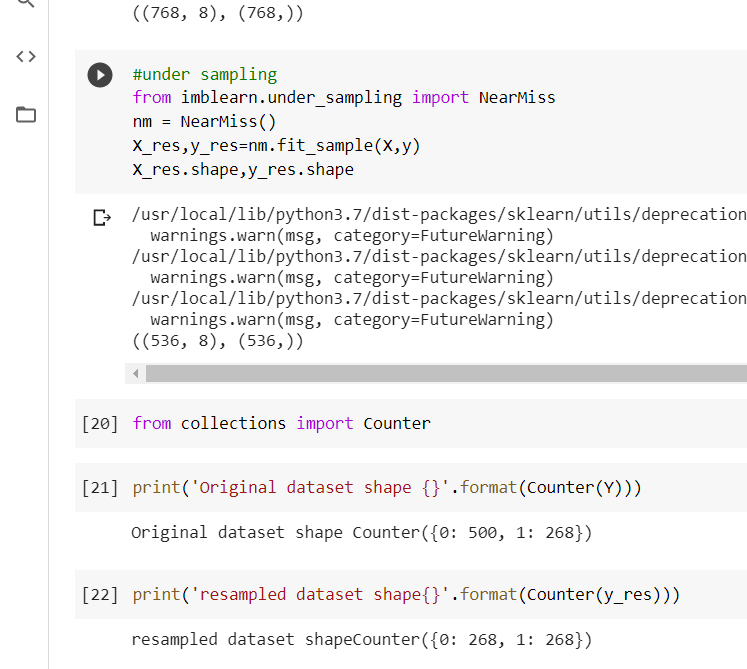 ((768, 8), (768,))
#under sampling
from imblearn.under_sampling import NearMiss
nm = NearMiss()
X_res,y_res=nm.fit_sample(X,y)
X_res.shape,y_res.shape
/usr/local/lib/python3.7/dist-packages/sklearn/utils/deprecation
  warnings.warn(msg, category=FutureWarning)
/usr/local/lib/python3.7/dist-packages/sklearn/utils/deprecation
  warnings.warn(msg, category=FutureWarning)
/usr/local/lib/python3.7/dist-packages/sklearn/utils/deprecation
  warnings.warn(msg, category=FutureWarning)
((536, 8), (536,))
[20] from collections import Counter
[21] print('Original dataset shape {}'.format(Counter(Y)))
Original dataset shape Counter({0: 500, 1: 268})
[22] print('resampled dataset shape{}'.format(Counter(y_res)))
resampled dataset shapeCounter({0: 268, 1: 268})